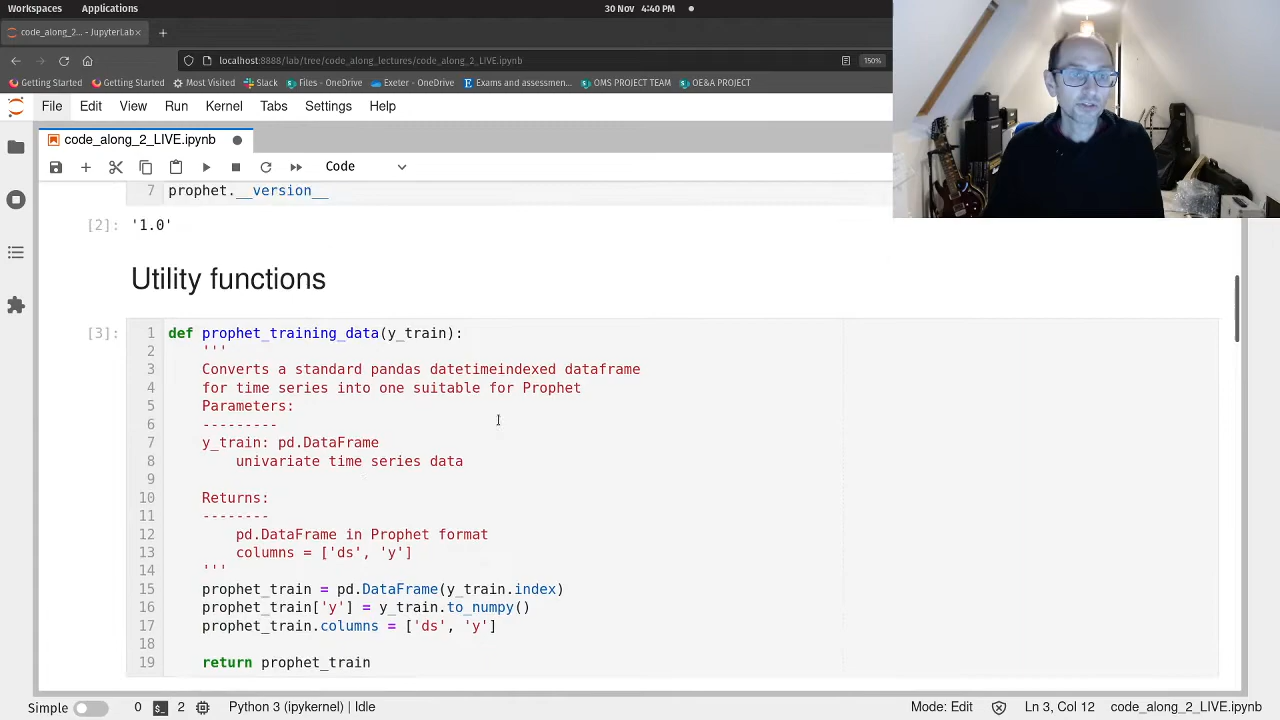 Workspaces Applications 30 Nov 4:40 PM
code_along_2... - JupyterLab
localhost:8888/lab/tree/code_along_lectures/code_along_2_LIVE.ipynb 150%
Getting Started Getting Started Most Visited Slack Files - OneDrive Exeter - OneDrive Exams and assessmen... OMS PROJECT TEAM OE&A PROJECT
File Edit View Run Kernel Tabs Settings Help
code_along_2_LIVE.ipynb
Code
7 prophet.__version__
[2]: '1.0'
Utility functions
[3]: 1 def prophet_training_data(y_train):
2 '''
3 Converts a standard pandas datetimeindexed dataframe
4 for time series into one suitable for Prophet
5 Parameters:
6 ---------
7 y_train: pd.DataFrame
8 univariate time series data
9
10 Returns:
11 --------
12 pd.DataFrame in Prophet format
13 columns = ['ds', 'y']
14 '''
15 prophet_train = pd.DataFrame(y_train.index)
16 prophet_train['y'] = y_train.to_numpy()
17 prophet_train.columns = ['ds', 'y']
18
19 return prophet_train
Simple 0 2 Python 3 (ipykernel) | Idle Mode: Edit Ln 3, Col 12 code_along_2_LIVE.ipynb